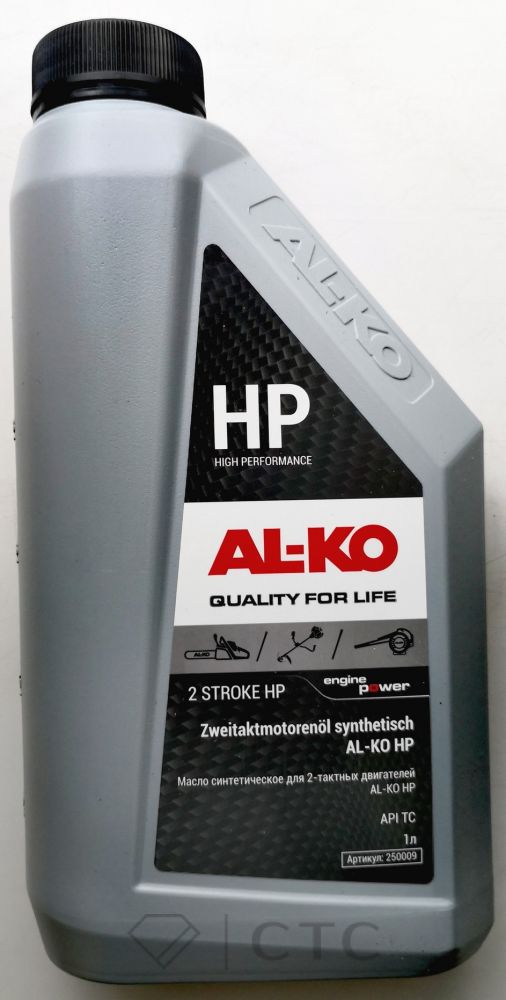 AL-KO
HP
HIGH PERFORMANCE
AL-KO
QUALITY FOR LIFE
AL-KO
2 STROKE HP
engine
power
Zweitaktmotorenöl synthetisch
AL-KO HP
Масло синтетическое для 2-тактных двигателей
AL-KO HP
API TC
1л
Артикул: 250009
СТС